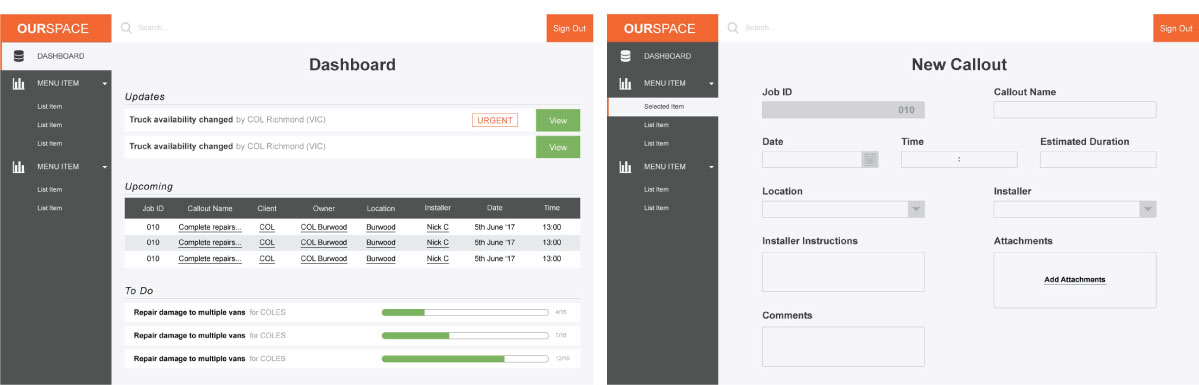 OURSPACE
Search...
Sign Out
DASHBOARD
MENU ITEM
List Item
List Item
List Item
MENU ITEM
List Item
List Item
Dashboard
Updates
Truck availability changed by COL Richmond (VIC)
URGENT
View
Truck availability changed by COL Richmond (VIC)
View
Upcoming
Job ID Callout Name Client Owner Location Installer Date Time
010 Complete repairs... COL COL Burwood Burwood Nick C 5th June '17 13:00
010 Complete repairs... COL COL Burwood Burwood Nick C 5th June '17 13:00
010 Complete repairs... COL COL Burwood Burwood Nick C 5th June '17 13:00
To Do
Repair damage to multiple vans for COLES 4/16
Repair damage to multiple vans for COLES 7/16
Repair damage to multiple vans for COLES 12/16
OURSPACE
Search...
Sign Out
DASHBOARD
MENU ITEM
Selected Item
List Item
List Item
MENU ITEM
List Item
List Item
New Callout
Job ID
010
Callout Name
Date
Time
:
Estimated Duration
Location
Installer
Installer Instructions
Attachments
Add Attachments
Comments